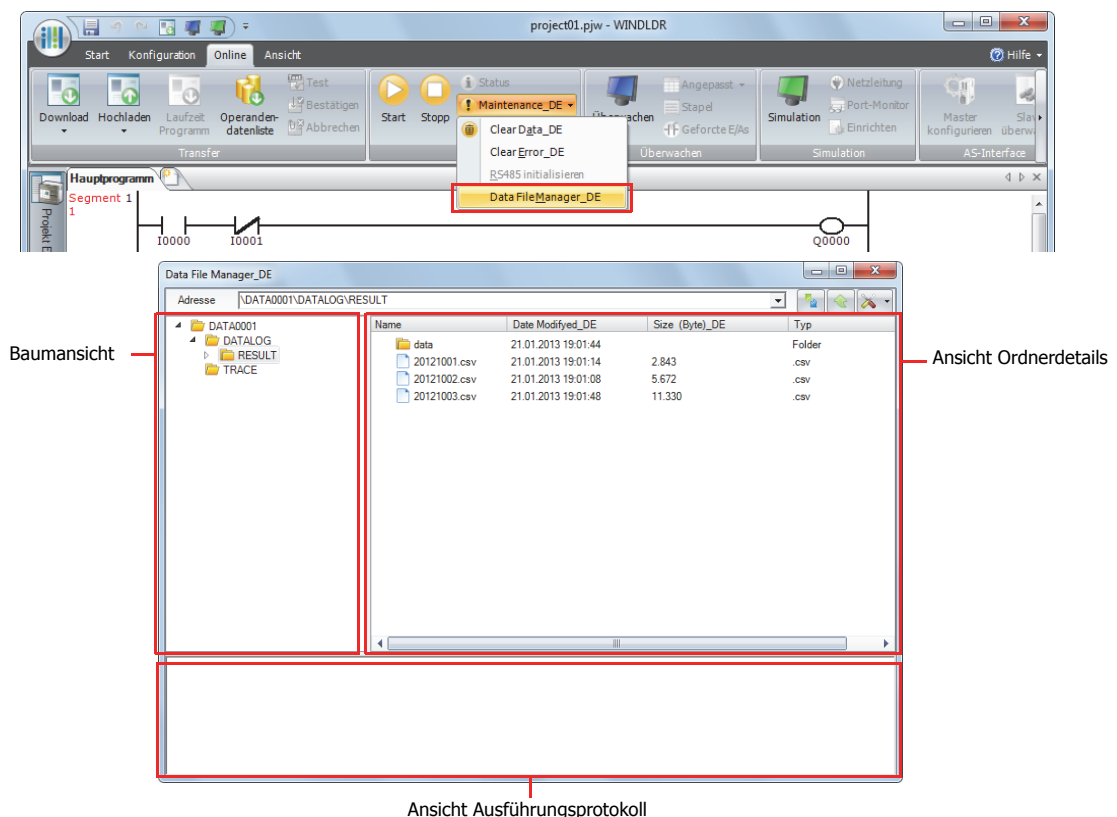 project01.pjw - WINDLDR
Start Konfiguration Online Ansicht
Hilfe
Download
Hochladen
Laufzeit Programm
Operanden-datenliste
Test
Bestätigen
Abbrechen
Transfer
Start
Stopp
Status
Maintenance_DE
Clear Data_DE
Clear Error_DE
RS485 initialisieren
Data File Manager_DE
Angepasst
Stapel
Geforcte E/As
Überwachen
Simulation
Netzleitung
Port-Monitor
Einrichten
Simulation
Master konfigurieren
AS-Interface
Hauptprogramm
Segment 1
1
I0000
I0001
Q0000
Data File Manager_DE
Adresse \DATA0001\DATALOG\RESULT
DATA0001
DATALOG
RESULT
TRACE
Name Date Modifyed_DE Size (Byte)_DE Typ
data 21.01.2013 19:01:44 Folder
20121001.csv 21.01.2013 19:01:14 2.843 .csv
20121002.csv 21.01.2013 19:01:08 5.672 .csv
20121003.csv 21.01.2013 19:01:48 11.330 .csv
Baumansicht
Ansicht Ordnerdetails
Ansicht Ausführungsprotokoll